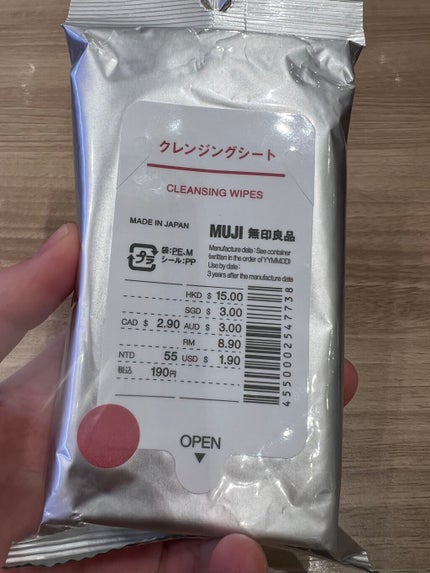 クレンジングシート
CLEANSING WIPES
MADE IN JAPAN
MUJI 無印良品
プラ
袋:PE,M
シール:PP
Manufacture date : See container
(written in the order of YYMMDD)
Use by date :
3 years after the manufacture date
HKD $ 15.00
SGD $ 3.00
CAD $ 2.90 AUD $ 3.00
RM 8.90
NTD 55 USD $ 1.90
税込 190円
4550002547738
OPEN